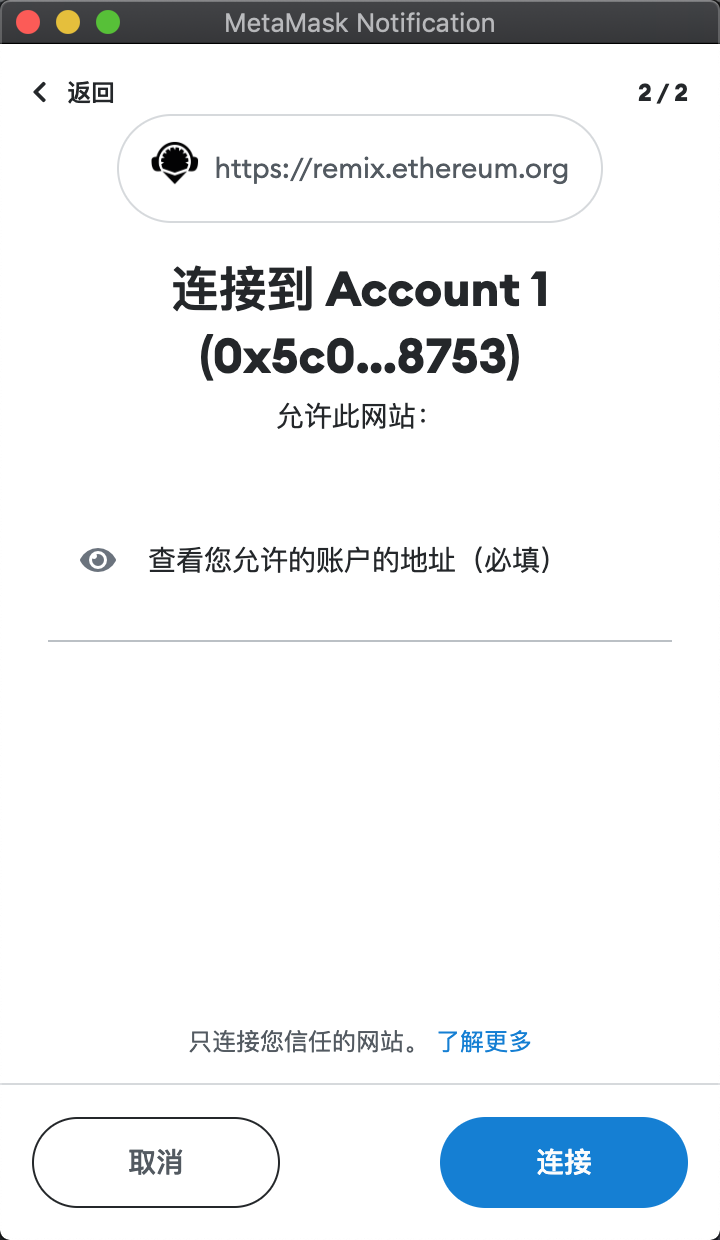 MetaMask Notification
返回
2 / 2
https://remix.ethereum.org
连接到 Account 1
(0x5c0...8753)
允许此网站：
查看您允许的账户的地址（必填）
只连接您信任的网站。 了解更多
取消
连接